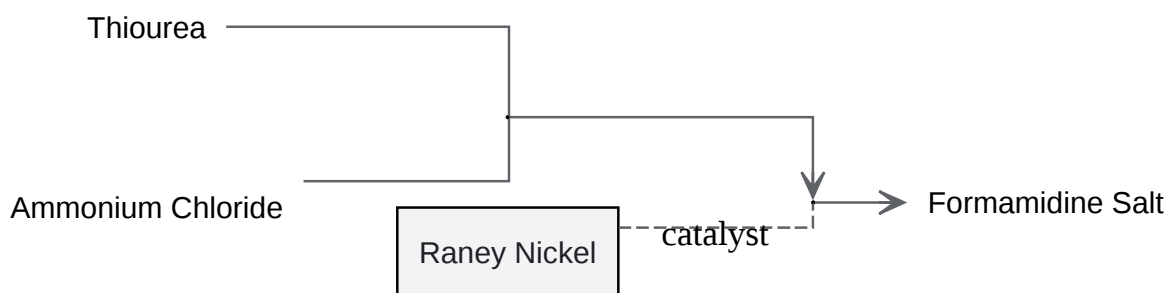 Thiourea
Ammonium Chloride
Raney Nickel
catalyst
Formamidine Salt